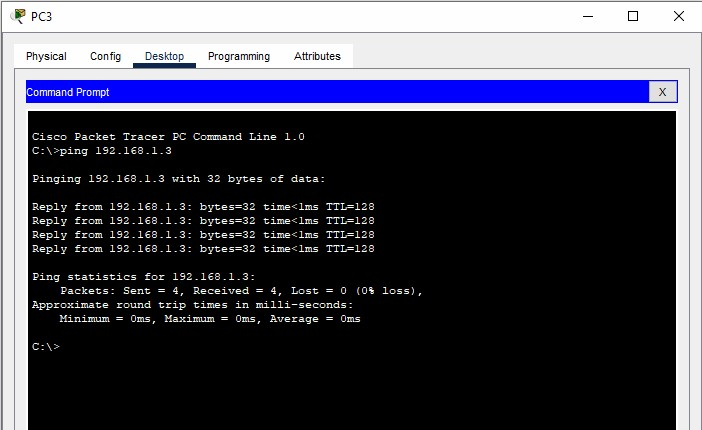 PC3
Physical Config Desktop Programming Attributes
Command Prompt X
Cisco Packet Tracer PC Command Line 1.0
C:\>ping 192.168.1.3
Pinging 192.168.1.3 with 32 bytes of data:
Reply from 192.168.1.3: bytes=32 time<1ms TTL=128
Reply from 192.168.1.3: bytes=32 time<1ms TTL=128
Reply from 192.168.1.3: bytes=32 time<1ms TTL=128
Reply from 192.168.1.3: bytes=32 time<1ms TTL=128
Ping statistics for 192.168.1.3:
Packets: Sent = 4, Received = 4, Lost = 0 (0% loss),
Approximate round trip times in milli-seconds:
Minimum = 0ms, Maximum = 0ms, Average = 0ms
C:\>